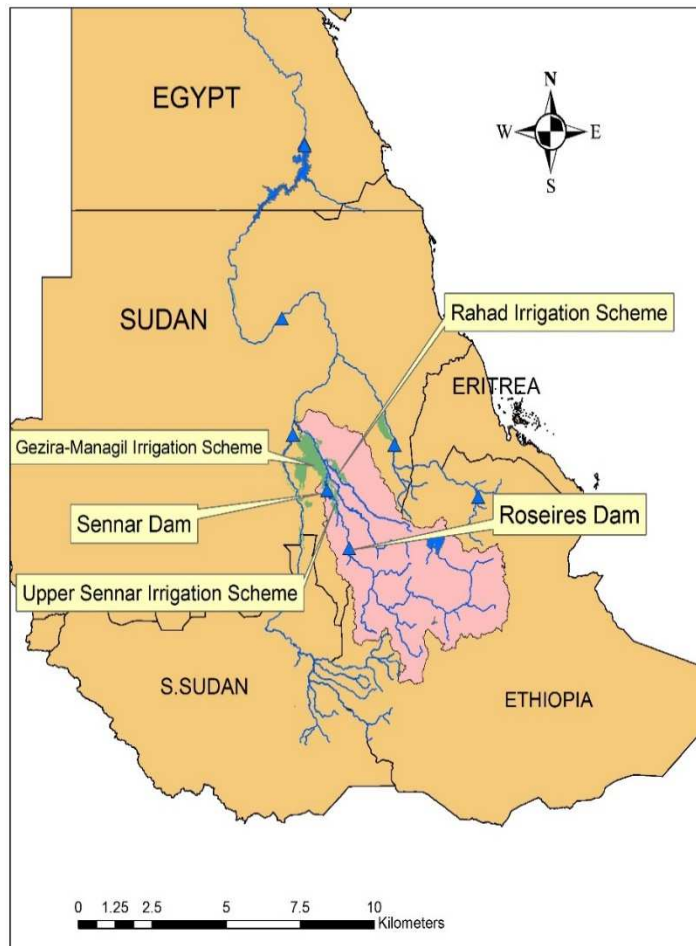 EGYPT
N
W E
S
SUDAN
Rahad Irrigation Scheme
ERITREA
Gezira-Managil Irrigation Scheme
Sennar Dam
Roseires Dam
Upper Sennar Irrigation Scheme
S.SUDAN
ETHIOPIA
0 1.25 2.5 5 7.5 10
Kilometers